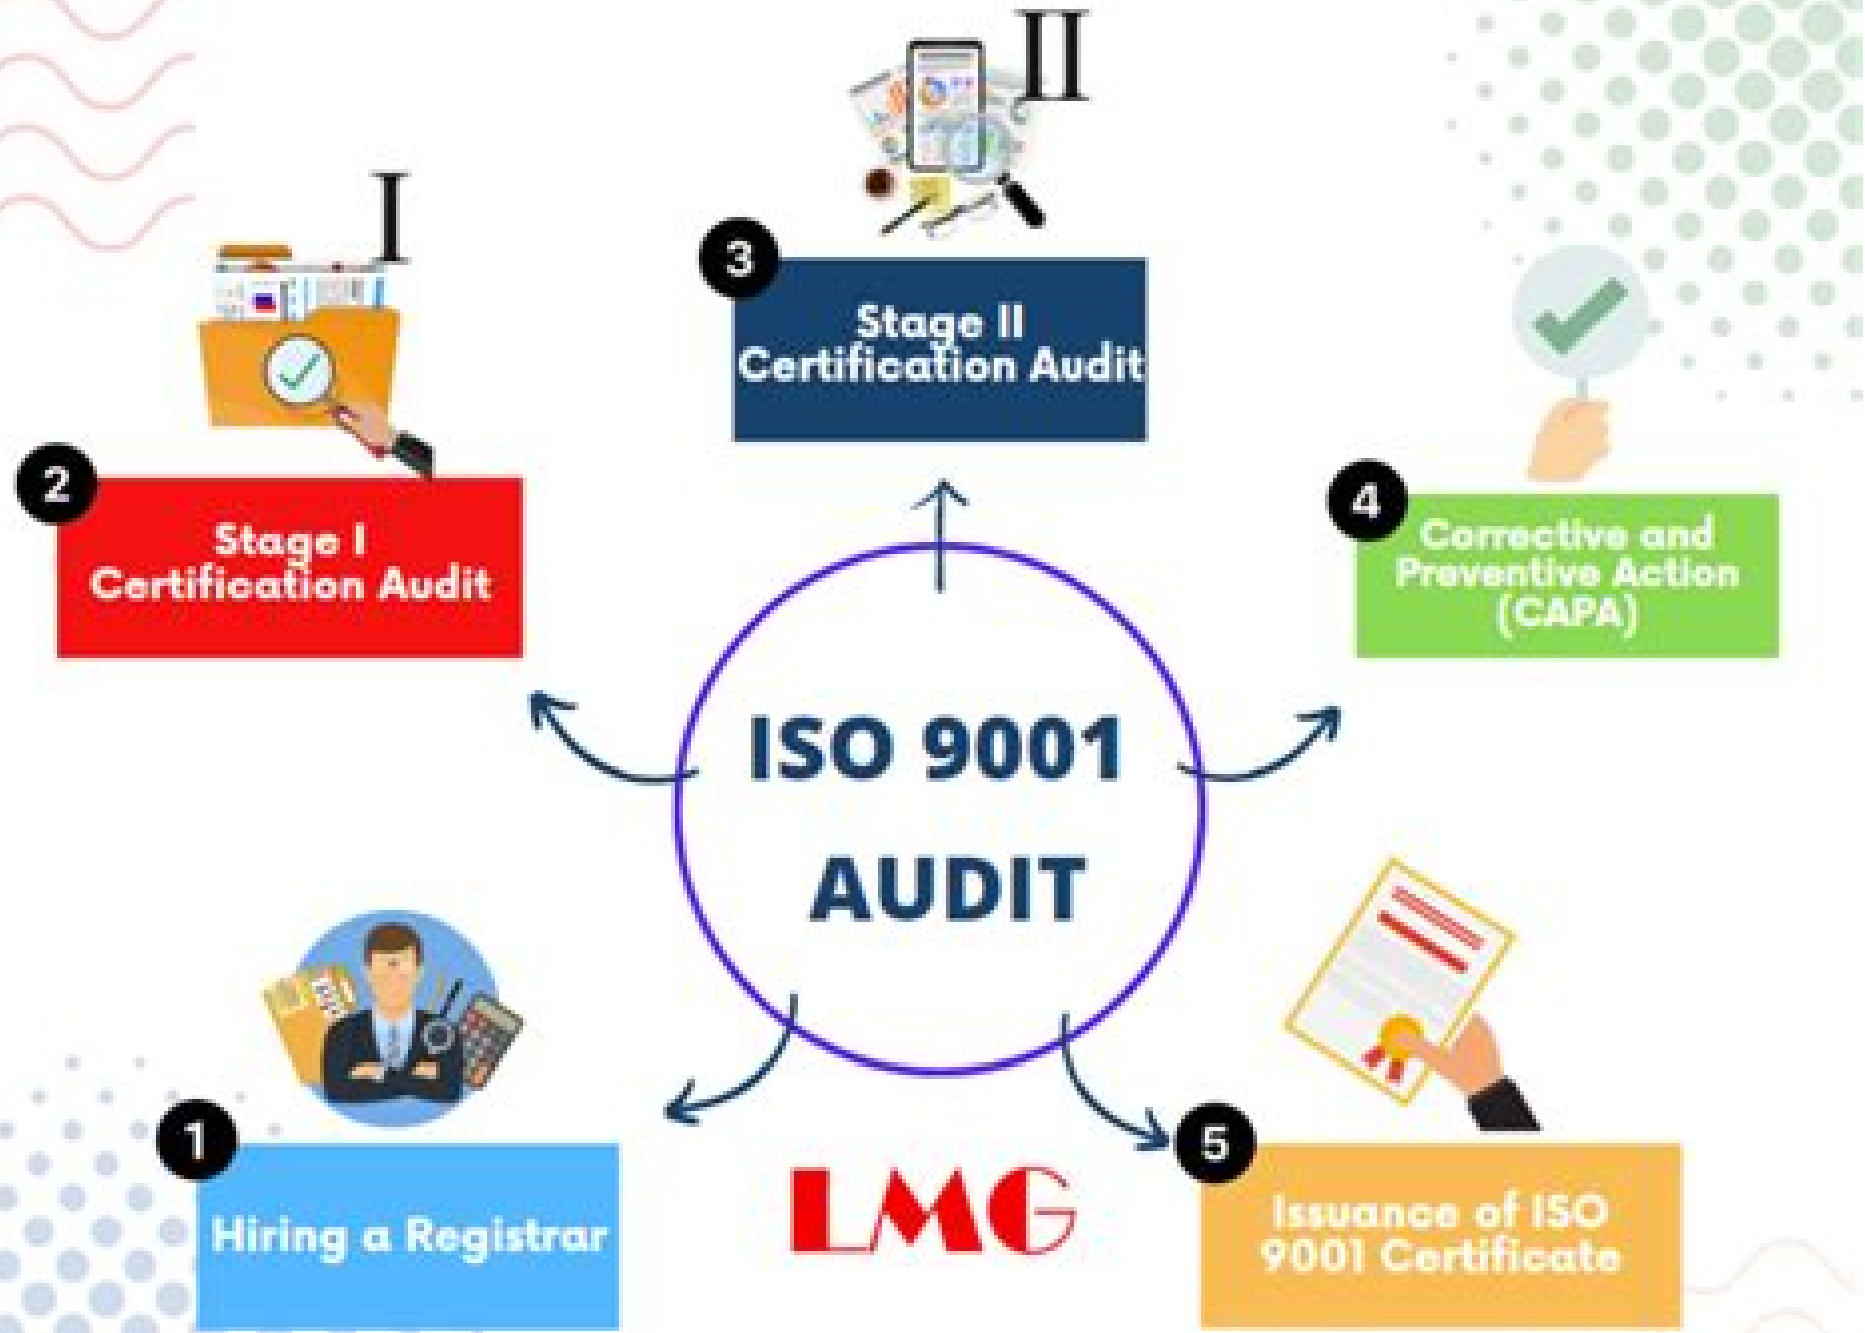 II
I
3
Stage II
Certification Audit
2
Stage I
Certification Audit
4
Corrective and
Preventive Action
(CAPA)
ISO 9001
AUDIT
1
Hiring a Registrar
LMG
5
Issuance of ISO
9001 Certificate